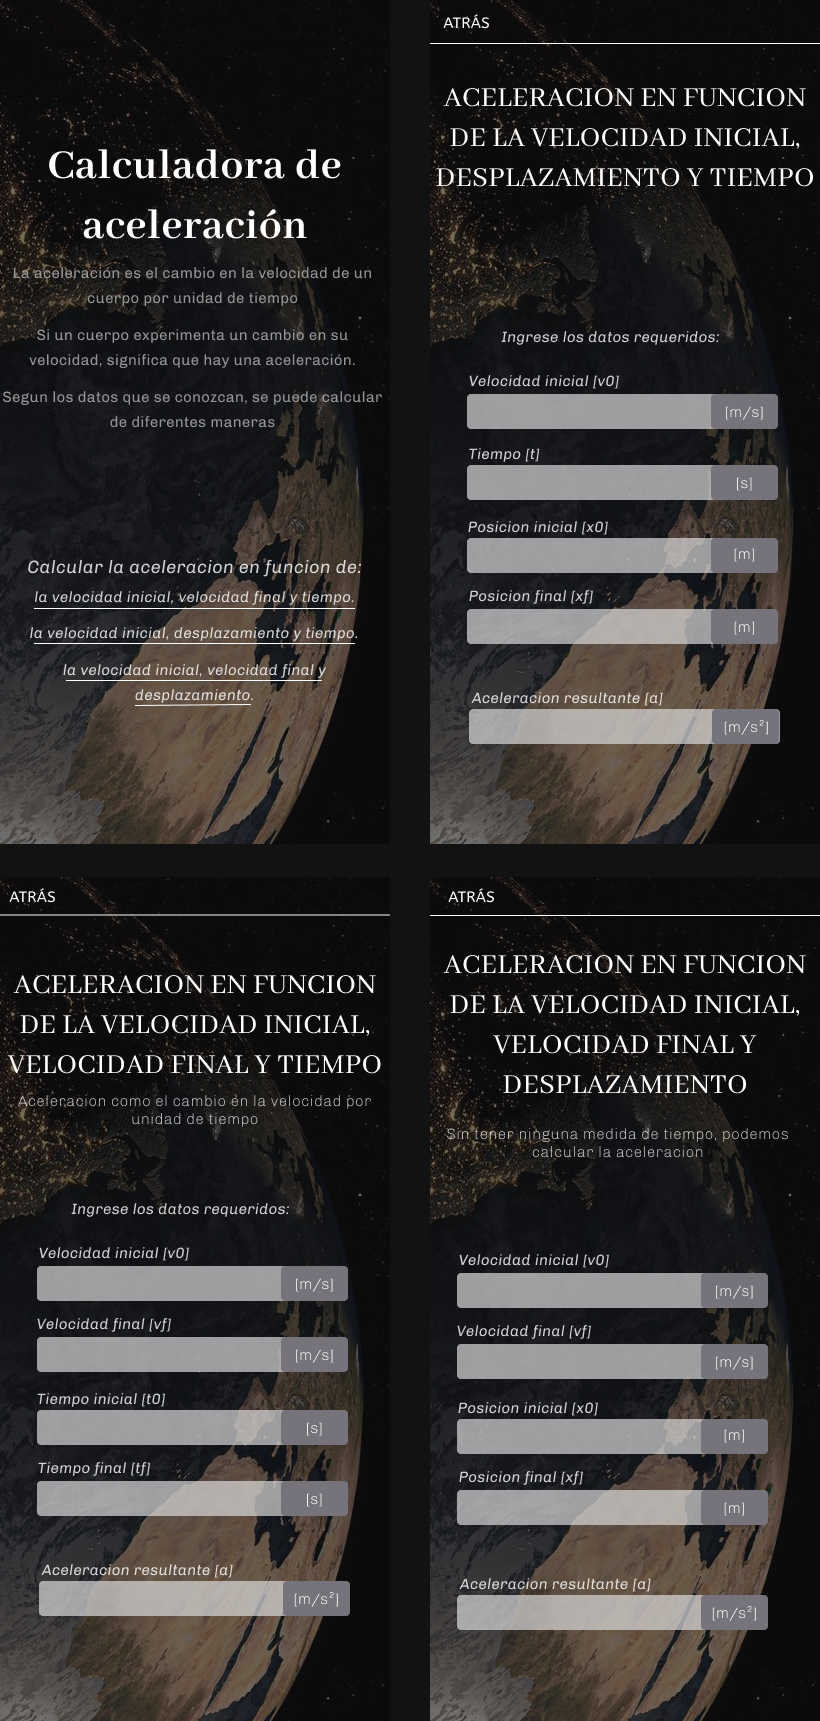 Calculadora de
aceleración
La aceleración es el cambio en la velocidad de un
cuerpo por unidad de tiempo
Si un cuerpo experimenta un cambio en su
velocidad, significa que hay una aceleración.
Segun los datos que se conozcan, se puede calcular
de diferentes maneras
Calcular la aceleracion en funcion de:
la velocidad inicial, velocidad final y tiempo.
la velocidad inicial, desplazamiento y tiempo.
la velocidad inicial, velocidad final y
desplazamiento.
ATRÁS
ACELERACION EN FUNCION
DE LA VELOCIDAD INICIAL,
DESPLAZAMIENTO Y TIEMPO
Ingrese los datos requeridos:
Velocidad inicial [v0]
[m/s]
Tiempo [t]
[s]
Posicion inicial [x0]
[m]
Posicion final [xf]
[m]
Aceleracion resultante [a]
[m/s²]
ATRÁS
ACELERACION EN FUNCION
DE LA VELOCIDAD INICIAL,
VELOCIDAD FINAL Y TIEMPO
Aceleracion como el cambio en la velocidad por
unidad de tiempo
Ingrese los datos requeridos:
Velocidad inicial [v0]
[m/s]
Velocidad final [vf]
[m/s]
Tiempo inicial [t0]
[s]
Tiempo final [tf]
[s]
Aceleracion resultante [a]
[m/s²]
ATRÁS
ACELERACION EN FUNCION
DE LA VELOCIDAD INICIAL,
VELOCIDAD FINAL Y
DESPLAZAMIENTO
Sin tener ninguna medida de tiempo, podemos
calcular la aceleracion
Velocidad inicial [v0]
[m/s]
Velocidad final [vf]
[m/s]
Posicion inicial [x0]
[m]
Posicion final [xf]
[m]
Aceleracion resultante [a]
[m/s²]